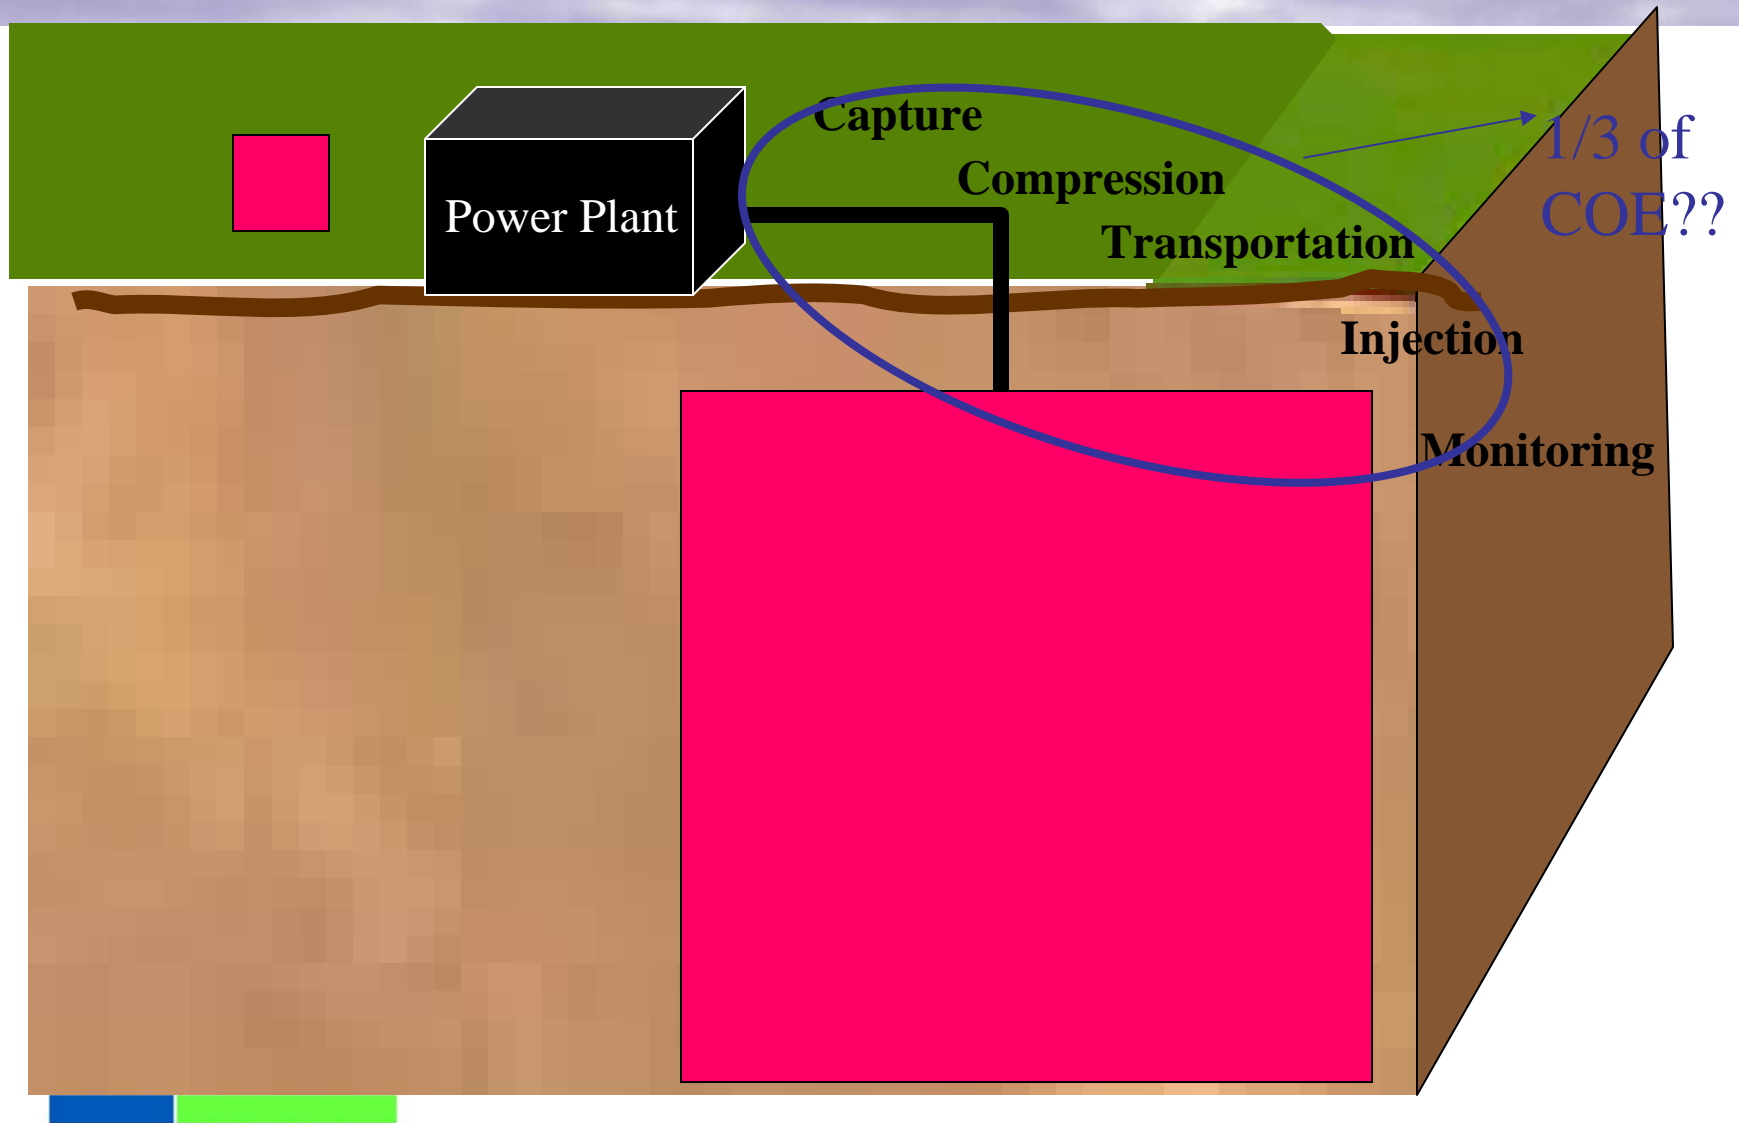 Capture
Compression
Power Plant
Transportation
1/3 of
COE??
Injection
Monitoring